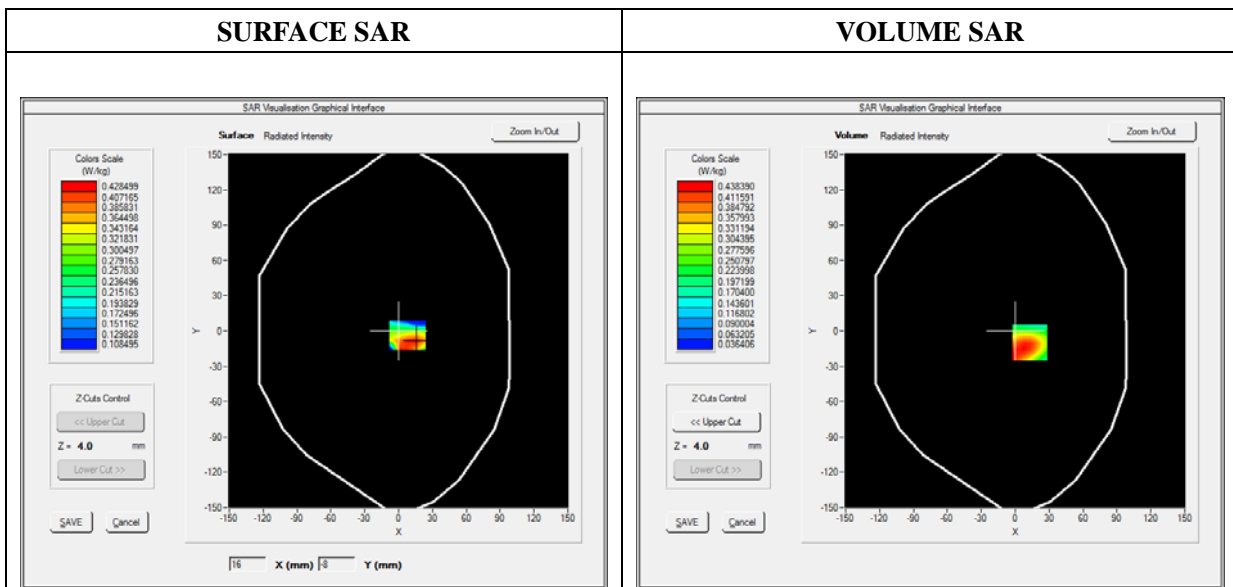 SURFACE SAR
VOLUME SAR
SAR Visualisation Graphical Interface
Surface Radiated Intensity
Zoom In/Out
Colors Scale
(W/kg)
0.428499
0.407165
0.385831
0.364498
0.343164
0.321831
0.300497
0.279163
0.257830
0.236496
0.215163
0.193829
0.172496
0.151162
0.129828
0.108495
150
120
90
60
30
0
-30
-60
-90
-120
-150
Y
-150 -120 -90 -60 -30 0 30 60 90 120 150
X
Z-Cuts Control
<< Upper Cut
Z = 4.0 mm
Lower Cut >>
SAVE Cancel
16 X (mm) -8 Y (mm)
SAR Visualisation Graphical Interface
Volume Radiated Intensity
Zoom In/Out
Colors Scale
(W/kg)
0.438390
0.411591
0.384792
0.357993
0.331194
0.304395
0.277596
0.250797
0.223998
0.197199
0.170400
0.143601
0.116802
0.090004
0.063205
0.036406
150
120
90
60
30
0
-30
-60
-90
-120
-150
Y
-150 -120 -90 -60 -30 0 30 60 90 120 150
X
Z-Cuts Control
<< Upper Cut
Z = 4.0 mm
Lower Cut >>
SAVE Cancel